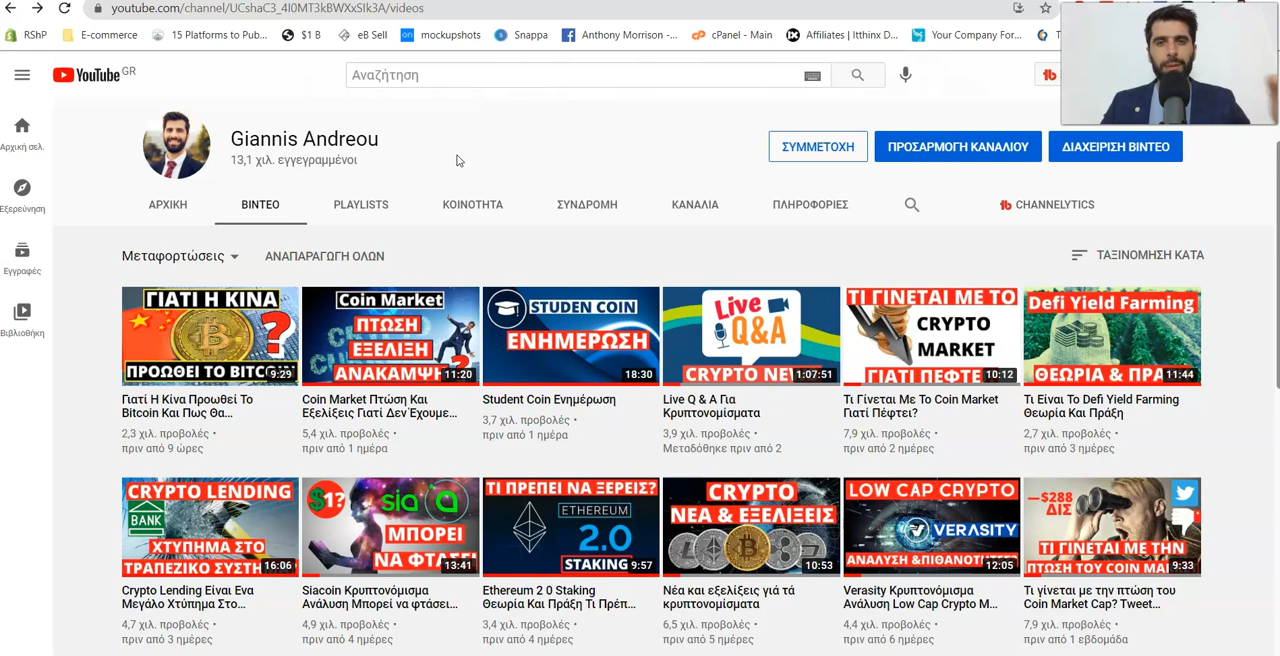 youtube.com/channel/UCshaC3_4I0MT3kBWXxSIk3A/videos
RShP E-commerce 15 Platforms to Pub... $1 B eB Sell mockupshots Snappa Anthony Morrison -... cPanel - Main Affiliates | Itthinx D... Your Company For...
YouTube GR
Αναζήτηση
Giannis Andreou
13,1 χιλ. εγγεγραμμένοι
ΣΥΜΜΕΤΟΧΗ ΠΡΟΣΑΡΜΟΓΗ ΚΑΝΑΛΙΟΥ ΔΙΑΧΕΙΡΙΣΗ ΒΙΝΤΕΟ
Αρχική σελ.
Εξερεύνηση
Εγγραφές
Βιβλιοθήκη
ΑΡΧΙΚΗ ΒΙΝΤΕΟ PLAYLISTS ΚΟΙΝΟΤΗΤΑ ΣΥΝΔΡΟΜΗ ΚΑΝΑΛΙΑ ΠΛΗΡΟΦΟΡΙΕΣ CHANNELYTICS
Μεταφορτώσεις ΑΝΑΠΑΡΑΓΩΓΗ ΟΛΩΝ ΤΑΞΙΝΟΜΗΣΗ ΚΑΤΑ
ΓΙΑΤΙ Η ΚΙΝΑ
?
ΠΡΟΩΘΕΙ ΤΟ BITCOIN
9:29
Γιατί Η Κίνα Προωθεί Το
Bitcoin Και Πως Θα...
2,3 χιλ. προβολές •
πριν από 9 ώρες
Coin Market
ΠΤΩΣΗ
ΕΞΕΛΙΞΗ
ΑΝΑΚΑΜΨΗ
?
11:20
Coin Market Πτώση Και
Εξελίξεις Γιατί Δεν Έχουμε...
5,4 χιλ. προβολές •
πριν από 1 ημέρα
STUDEN COIN
ΕΝΗΜΕΡΩΣΗ
18:30
Student Coin Ενημέρωση
3,7 χιλ. προβολές •
πριν από 1 ημέρα
Live
Q&A
CRYPTO NEW
1:07:51
Live Q & A Για
Κρυπτονομίσματα
3,9 χιλ. προβολές •
Μεταδόθηκε πριν από 2
ΤΙ ΓΙΝΕΤΑΙ ΜΕ ΤΟ
CRYPTO
MARKET
ΓΙΑΤΙ ΠΕΦΤΕ
10:12
Τι Γίνεται Με Το Coin Market
Γιατί Πέφτει?
7,9 χιλ. προβολές •
πριν από 2 ημέρες
Defi Yield Farming
ΘΕΩΡΙΑ & ΠΡΑ
11:44
Τι Είναι Το Defi Yield Farming
Θεωρία Και Πράξη
2,7 χιλ. προβολές •
πριν από 3 ημέρες
CRYPTO LENDING
BANK
ΧΤΥΠΗΜΑ ΣΤΟ
ΤΡΑΠΕΖΙΚΟ ΣΥΣΤΗ
16:06
Crypto Lending Είναι Ενα
Μεγάλο Χτύπημα Στο...
4,7 χιλ. προβολές •
πριν από 3 ημέρες
$1?
sia
ΜΠΟΡΕΙ
ΝΑ ΦΤΑΣΕΙ
13:41
Siacoin Κρυπτονόμισμα
Ανάλυση Μπορεί να φτάσει...
4,9 χιλ. προβολές •
πριν από 4 ημέρες
ΤΙ ΠΡΕΠΕΙ ΝΑ ΞΕΡΕΙΣ?
ETHEREUM
2.0
STAKING
9:57
Ethereum 2 0 Staking
Θεωρία Και Πράξη Τι Πρέπ...
3,4 χιλ. προβολές •
πριν από 4 ημέρες
CRYPTO
ΝΕΑ & ΕΞΕΛΙΞΕΙΣ
10:53
Νέα και εξελίξεις γιά τά
κρυπτονομίσματα
6,5 χιλ. προβολές •
πριν από 5 ημέρες
LOW CAP CRYPTO
VERASITY
ΑΝΑΛΥΣΗ &ΠΙΘΑΝΟΤΗΤΕΣ
12:05
Verasity Κρυπτονόμισμα
Ανάλυση Low Cap Crypto Μ...
4,4 χιλ. προβολές •
πριν από 6 ημέρες
—$288
ΔΙΣ
ΤΙ ΓΙΝΕΤΑΙ ΜΕ ΤΗΝ
ΠΤΩΣΗ ΤΟΥ COIN MA
9:33
Τι γίνεται με την πτώση του
Coin Market Cap? Tweet...
7,9 χιλ. προβολές •
πριν από 1 εβδομάδα